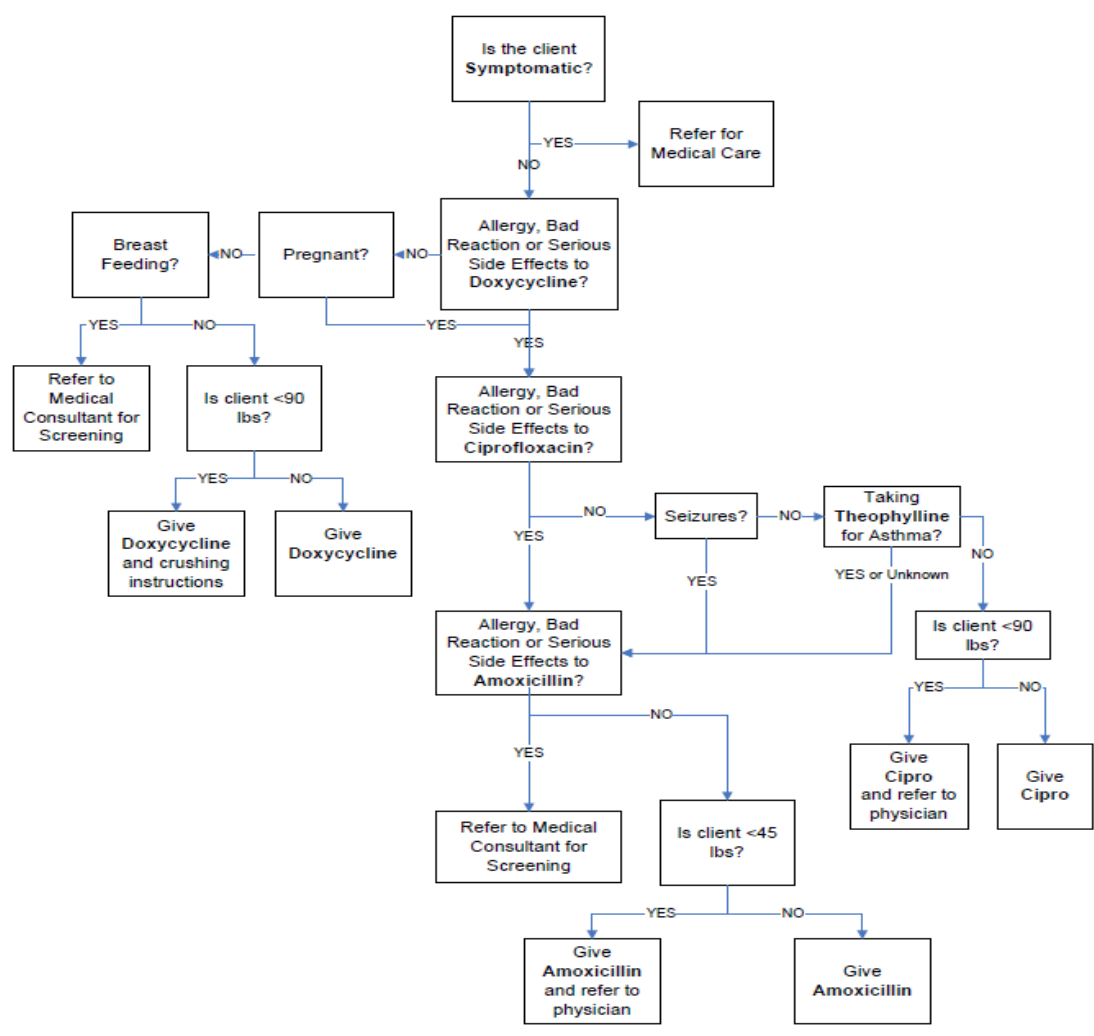 Is the client
Symptomatic?
YES
Refer for
Medical Care
NO
Allergy, Bad
Reaction or Serious
Side Effects to
Doxycycline?
NO
Pregnant?
NO
Breast
Feeding?
YES
NO
YES
YES
Refer to
Medical
Consultant for
Screening
Is client <90
lbs?
Allergy, Bad
Reaction or Serious
Side Effects to
Ciprofloxacin?
YES
NO
Give
Doxycycline
and crushing
instructions
Give
Doxycycline
NO
Seizures?
NO
Taking
Theophylline
for Asthma?
YES
YES
YES or Unknown
NO
Allergy, Bad
Reaction or Serious
Side Effects to
Amoxicillin?
Is client <90
lbs?
YES
NO
NO
YES
Give
Cipro
and refer to
physician
Give
Cipro
Refer to Medical
Consultant for
Screening
Is client <45
lbs?
YES
NO
Give
Amoxicillin
and refer to
physician
Give
Amoxicillin